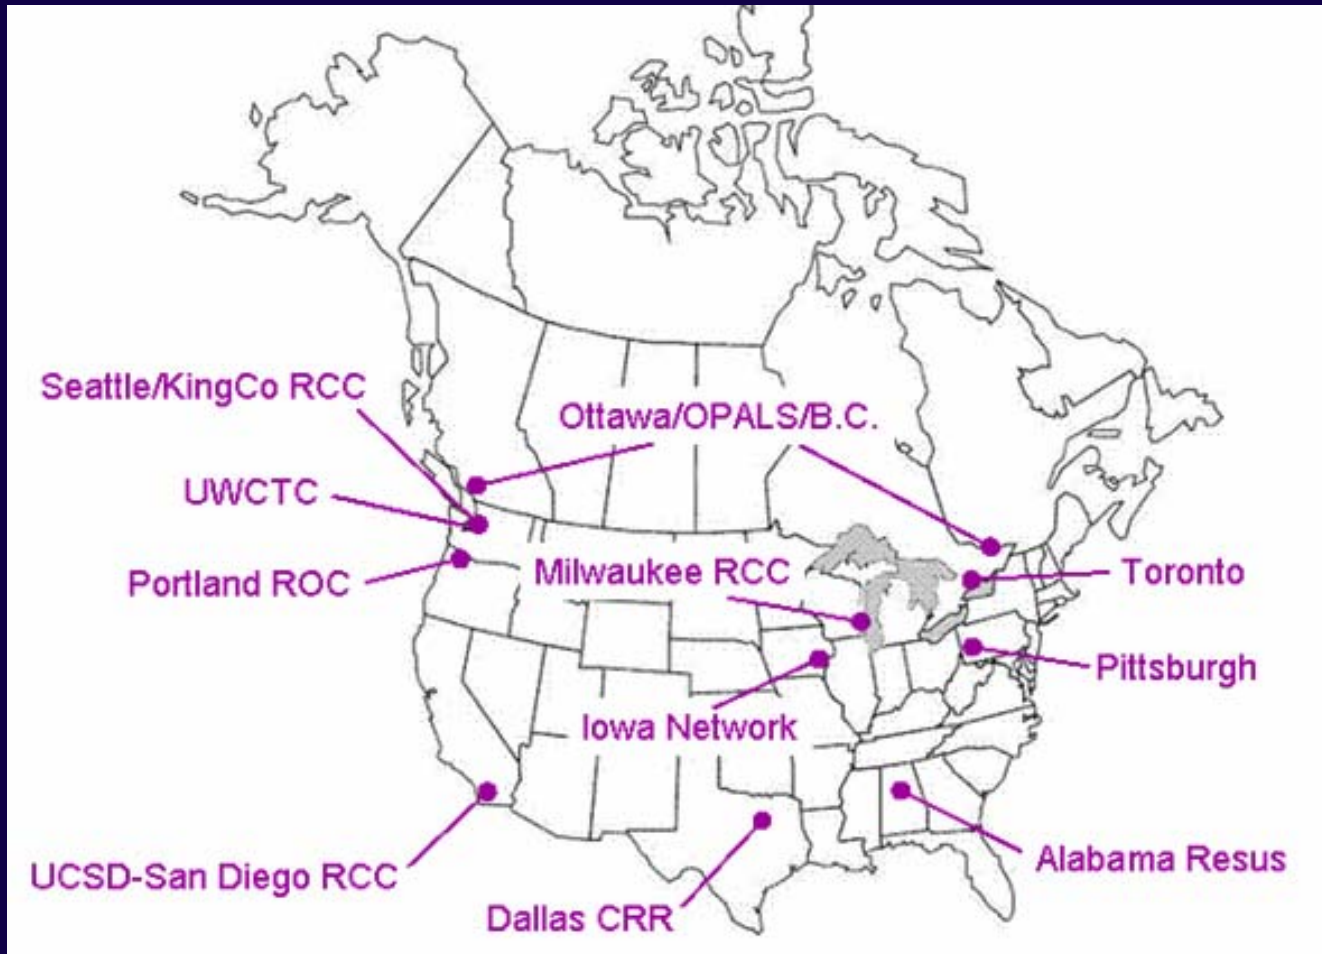 Seattle/KingCo RCC
Ottawa/OPALS/B.C.
UWCTC
Portland ROC
Milwaukee RCC
Toronto
Pittsburgh
Iowa Network
UCSD-San Diego RCC
Alabama Resus
Dallas CRR